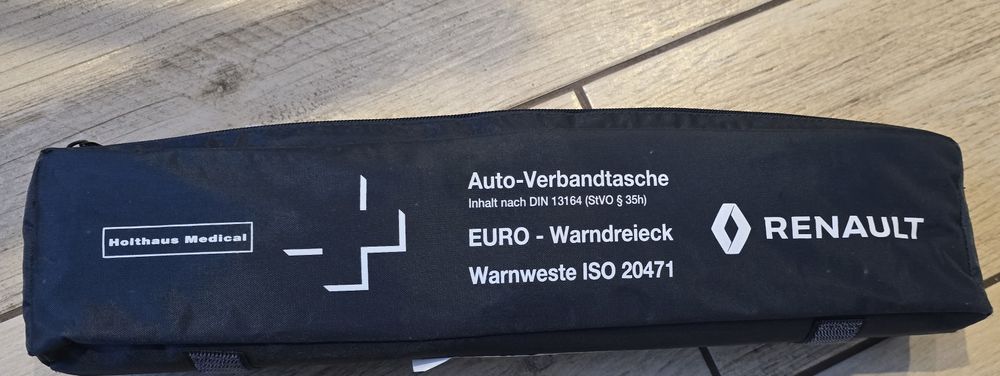 Holthaus Medical
Auto-Verbandtasche
Inhalt nach DIN 13164 (StVO § 35h)
EURO - Warndreieck
Warnweste ISO 20471
RENAULT